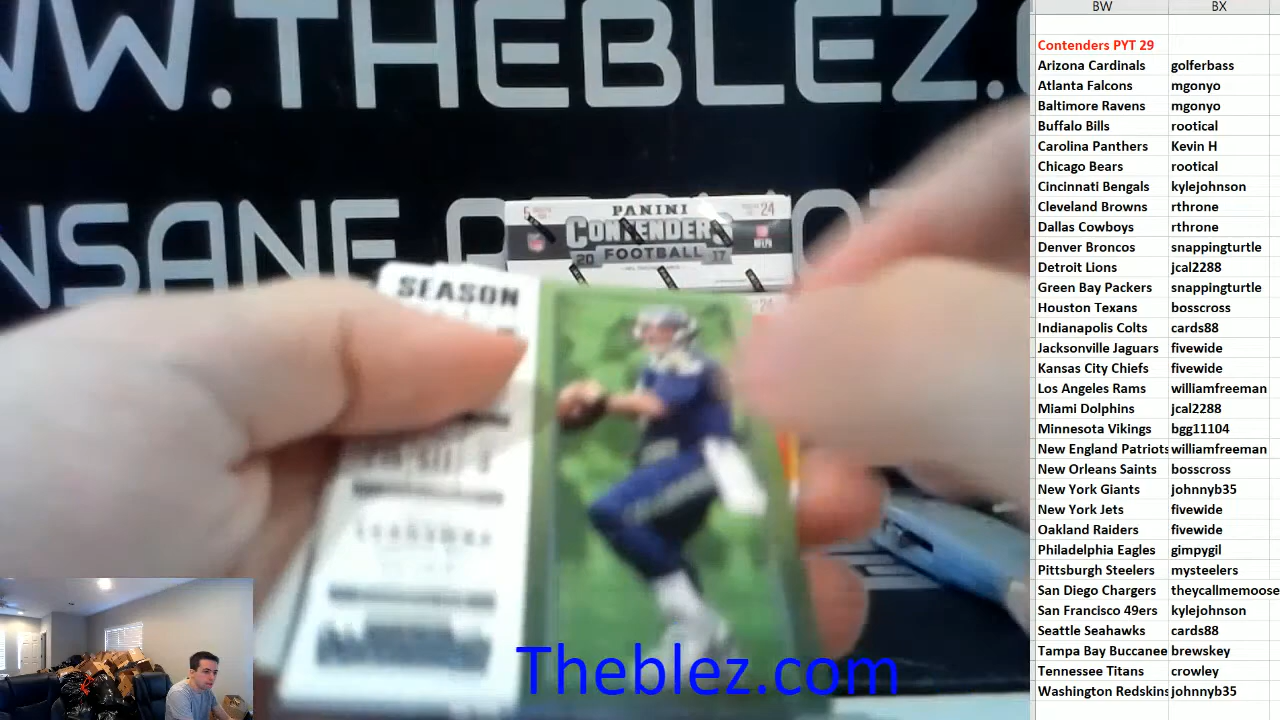 WW.THEBLEZ.C
NSANE
PANINI
CONTENDERS
20 FOOTBALL 17
24
24
SEASON
Theblez.com
BW BX
Contenders PYT 29
Arizona Cardinals golferbass
Atlanta Falcons mgonyo
Baltimore Ravens mgonyo
Buffalo Bills rootical
Carolina Panthers Kevin H
Chicago Bears rootical
Cincinnati Bengals kylejohnson
Cleveland Browns rthrone
Dallas Cowboys rthrone
Denver Broncos snappingturtle
Detroit Lions jcal2288
Green Bay Packers snappingturtle
Houston Texans bosscross
Indianapolis Colts cards88
Jacksonville Jaguars fivewide
Kansas City Chiefs fivewide
Los Angeles Rams williamfreeman
Miami Dolphins jcal2288
Minnesota Vikings bgg11104
New England Patriots williamfreeman
New Orleans Saints bosscross
New York Giants johnnyb35
New York Jets fivewide
Oakland Raiders fivewide
Philadelphia Eagles gimpygil
Pittsburgh Steelers mysteelers
San Diego Chargers theycallmemoose
San Francisco 49ers kylejohnson
Seattle Seahawks cards88
Tampa Bay Buccanee brewskey
Tennessee Titans crowley
Washington Redskins johnnyb35